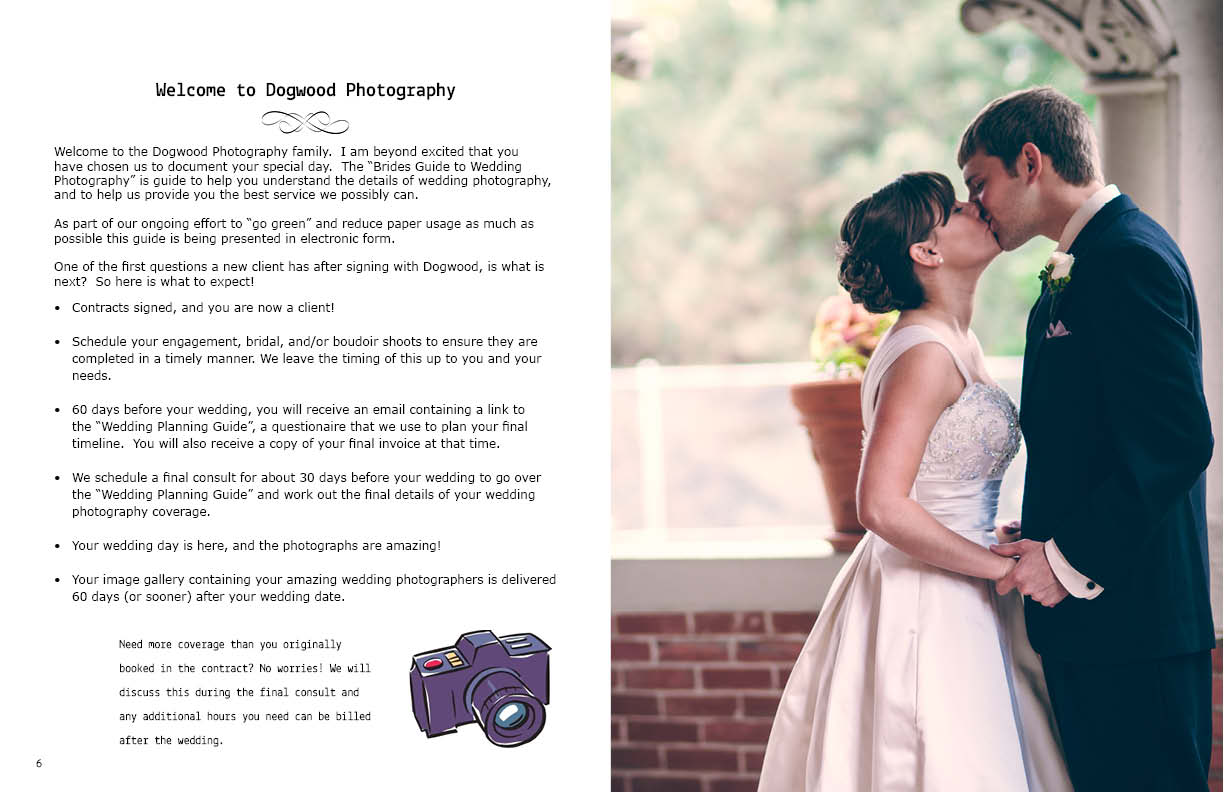 Welcome to Dogwood Photography
Welcome to the Dogwood Photography family.  I am beyond excited that you
have chosen us to document your special day.  The “Brides Guide to Wedding
Photography” is guide to help you understand the details of wedding photography,
and to help us provide you the best service we possibly can.
As part of our ongoing effort to “go green” and reduce paper usage as much as
possible this guide is being presented in electronic form.
One of the first questions a new client has after signing with Dogwood, is what is
next?  So here is what to expect!
• Contracts signed, and you are now a client!
• Schedule your engagement, bridal, and/or boudoir shoots to ensure they are
completed in a timely manner. We leave the timing of this up to you and your
needs.
• 60 days before your wedding, you will receive an email containing a link to
the “Wedding Planning Guide”, a questionaire that we use to plan your final
timeline.  You will also receive a copy of your final invoice at that time.
• We schedule a final consult for about 30 days before your wedding to go over
the “Wedding Planning Guide” and work out the final details of your wedding
photography coverage.
• Your wedding day is here, and the photographs are amazing!
• Your image gallery containing your amazing wedding photographers is delivered
60 days (or sooner) after your wedding date.
Need more coverage than you originally
booked in the contract? No worries! We will
discuss this during the final consult and
any additional hours you need can be billed
after the wedding.
6